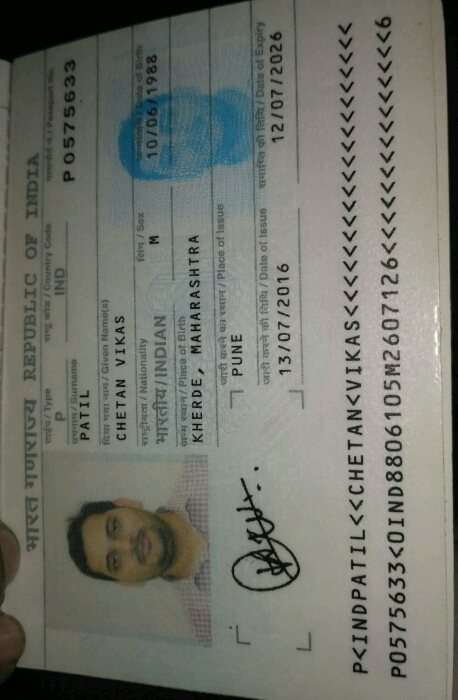 भारत गणराज्य REPUBLIC OF INDIA
टाईप / Type राष्ट्र कोड / Country Code पासपोर्ट नं. / Passport No.
P IND P0575633
उपनाम / Surname
PATIL
दिया गया नाम / Given Name(s)
CHETAN VIKAS
राष्ट्रीयता / Nationality लिंग / Sex जन्मतिथि / Date of Birth
भारतीय / INDIAN M 10/06/1988
जन्म स्थान / Place of Birth
KHERDE, MAHARASHTRA
जारी करने का स्थान / Place of Issue
PUNE
जारी करने की तिथि / Date of Issue समाप्ति की तिथि / Date of Expiry
13/07/2016 12/07/2026
P<INDPATIL<<CHETAN<VIKAS<<<<<<<<<<<<<<<<<<<<
P0575633<0IND8806105M2607126<<<<<<<<<<<<<<<6